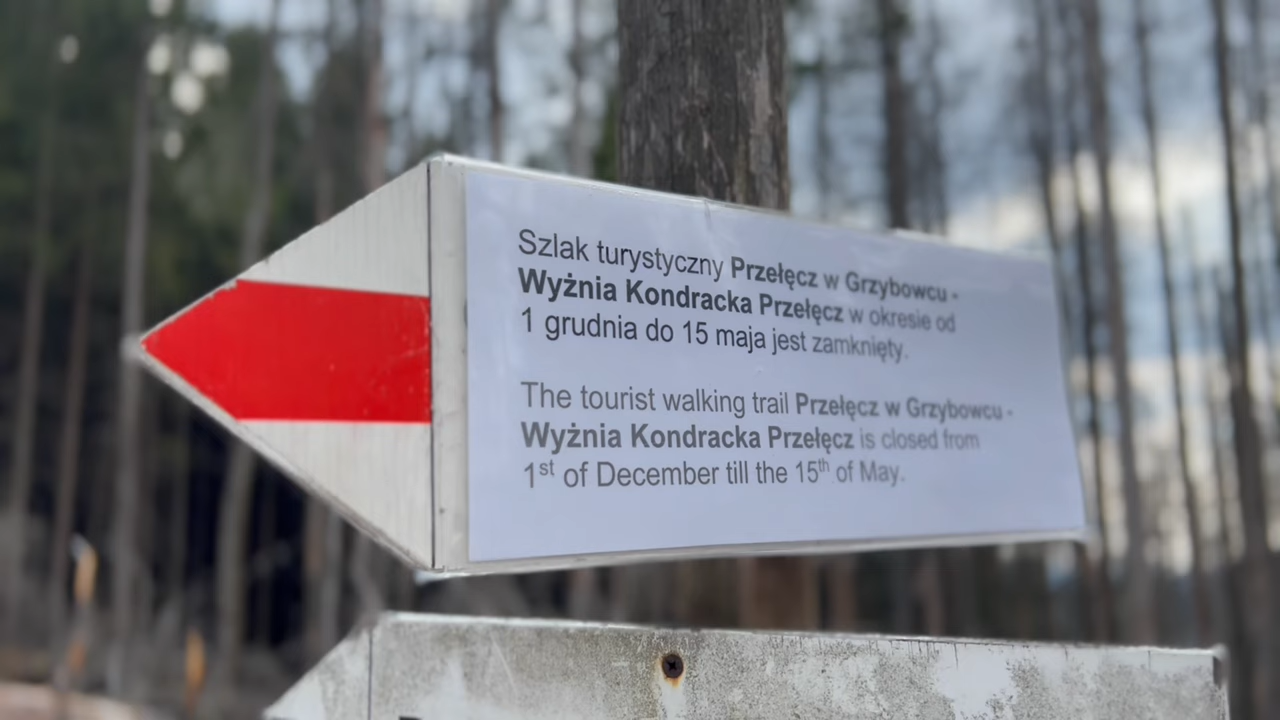 Szlak turystyczny Przełęcz w Grzybowcu -
Wyżnia Kondracka Przełęcz w okresie od
1 grudnia do 15 maja jest zamknięty.
The tourist walking trail Przełęcz w Grzybowcu -
Wyżnia Kondracka Przełęcz is closed from
1st of December till the 15th of May.